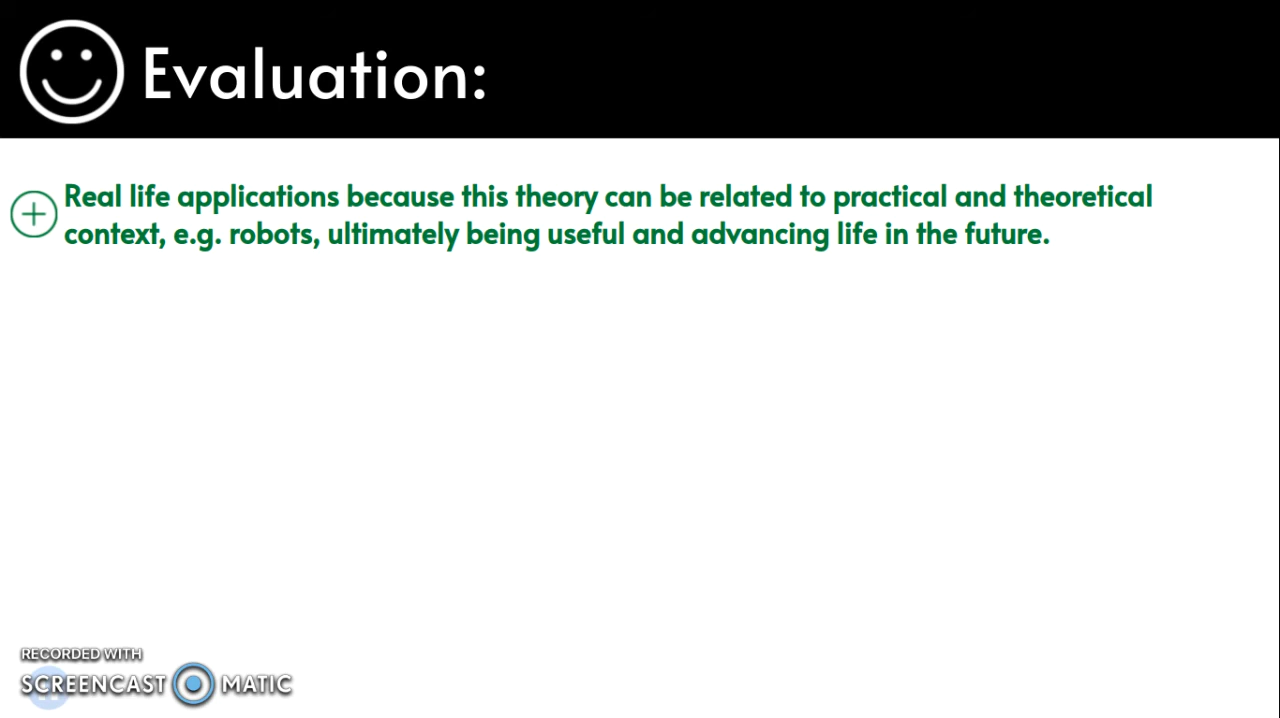 Evaluation:
Real life applications because this theory can be related to practical and theoretical
context, e.g. robots, ultimately being useful and advancing life in the future.
RECORDED WITH
SCREENCAST MATIC